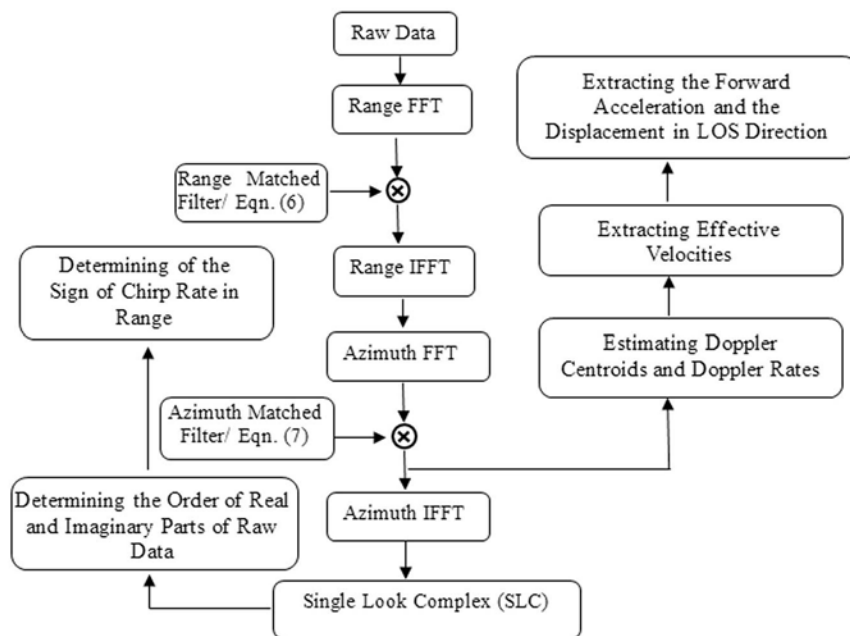 Raw Data
Range FFT
Range Matched
Filter/ Eqn. (6)
Range IFFT
Azimuth FFT
Azimuth Matched
Filter/ Eqn. (7)
Azimuth IFFT
Single Look Complex (SLC)
Determining the Order of Real
and Imaginary Parts of Raw
Data
Determining of the
Sign of Chirp Rate in
Range
Estimating Doppler
Centroids and Doppler Rates
Extracting Effective
Velocities
Extracting the Forward
Acceleration and the
Displacement in LOS Direction